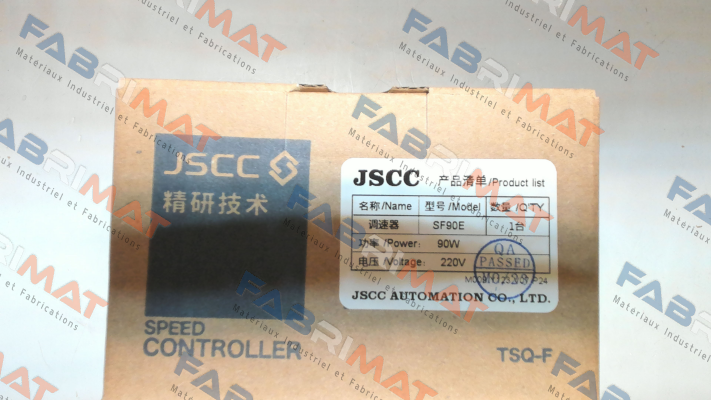 JSCC
精研技术
SPEED
CONTROLLER
TSQ-F
JSCC 产品清单/Product list
名称/Name 型号/Model 数量/Q'TY
调速器 SF90E 1台
功率/Power: 90W
电压/Voltage: 220V
QA
PASSED
JSCC AUTOMATION CO., LTD.
FABRIMAT
Materiaux Industriel et Fabrications